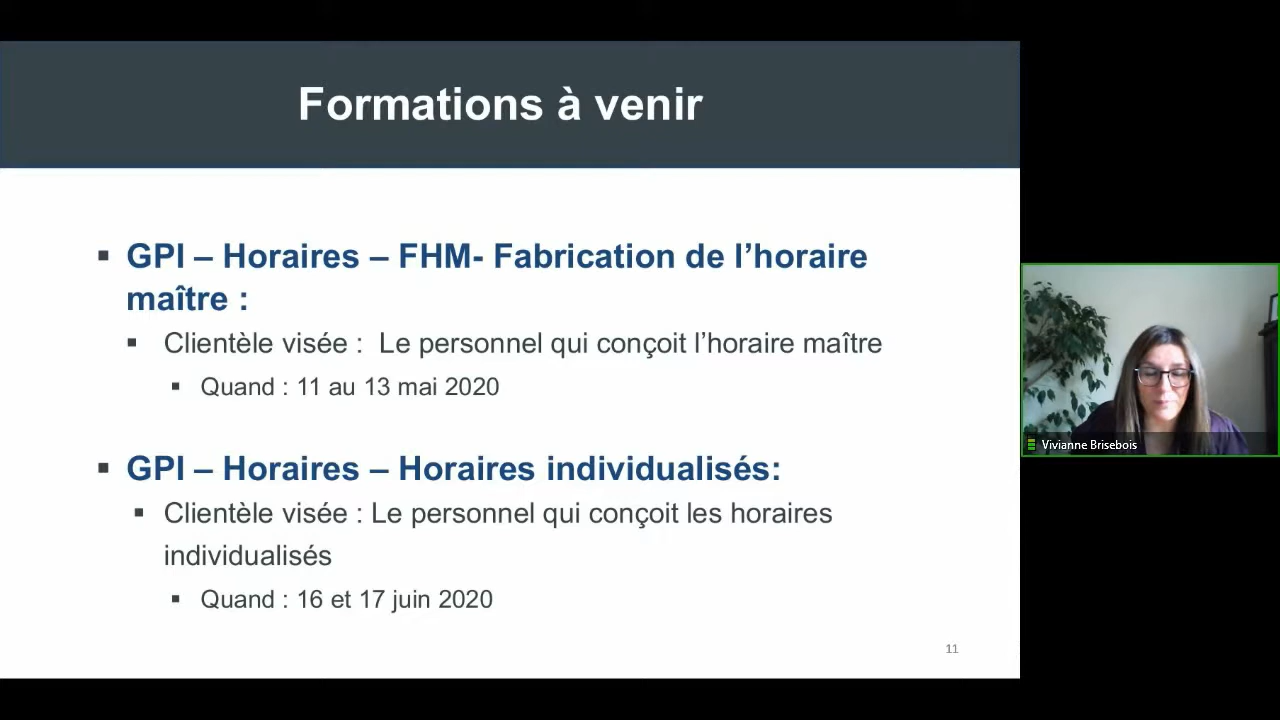 Formations à venir
GPI – Horaires – FHM- Fabrication de l’horaire
maître :
Clientèle visée :  Le personnel qui conçoit l’horaire maître
Quand : 11 au 13 mai 2020
GPI – Horaires – Horaires individualisés:
Clientèle visée : Le personnel qui conçoit les horaires
individualisés
Quand : 16 et 17 juin 2020
11
Vivianne Brisebois